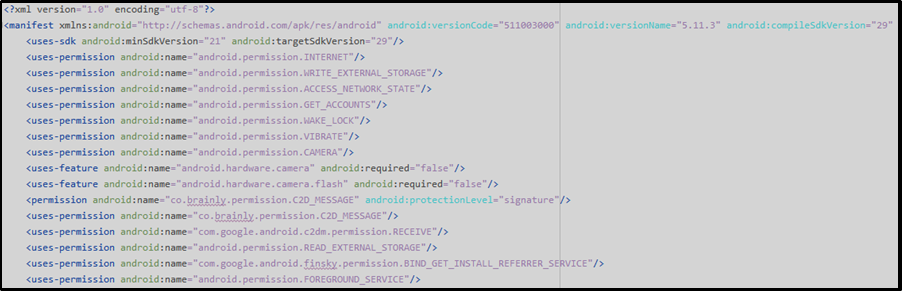 <?xml version="1.0" encoding="utf-8"?>
<manifest xmlns:android="http://schemas.android.com/apk/res/android" android:versionCode="511003000" android:versionName="5.11.3" android:compileSdkVersion="29"
<uses-sdk android:minSdkVersion="21" android:targetSdkVersion="29"/>
<uses-permission android:name="android.permission.INTERNET"/>
<uses-permission android:name="android.permission.WRITE_EXTERNAL_STORAGE"/>
<uses-permission android:name="android.permission.ACCESS_NETWORK_STATE"/>
<uses-permission android:name="android.permission.GET_ACCOUNTS"/>
<uses-permission android:name="android.permission.WAKE_LOCK"/>
<uses-permission android:name="android.permission.VIBRATE"/>
<uses-permission android:name="android.permission.CAMERA"/>
<uses-feature android:name="android.hardware.camera" android:required="false"/>
<uses-feature android:name="android.hardware.camera.flash" android:required="false"/>
<permission android:name="co.brainly.permission.C2D_MESSAGE" android:protectionLevel="signature"/>
<uses-permission android:name="co.brainly.permission.C2D_MESSAGE"/>
<uses-permission android:name="com.google.android.c2dm.permission.RECEIVE"/>
<uses-permission android:name="android.permission.READ_EXTERNAL_STORAGE"/>
<uses-permission android:name="com.google.android.finsky.permission.BIND_GET_INSTALL_REFERRER_SERVICE"/>
<uses-permission android:name="android.permission.FOREGROUND_SERVICE"/>